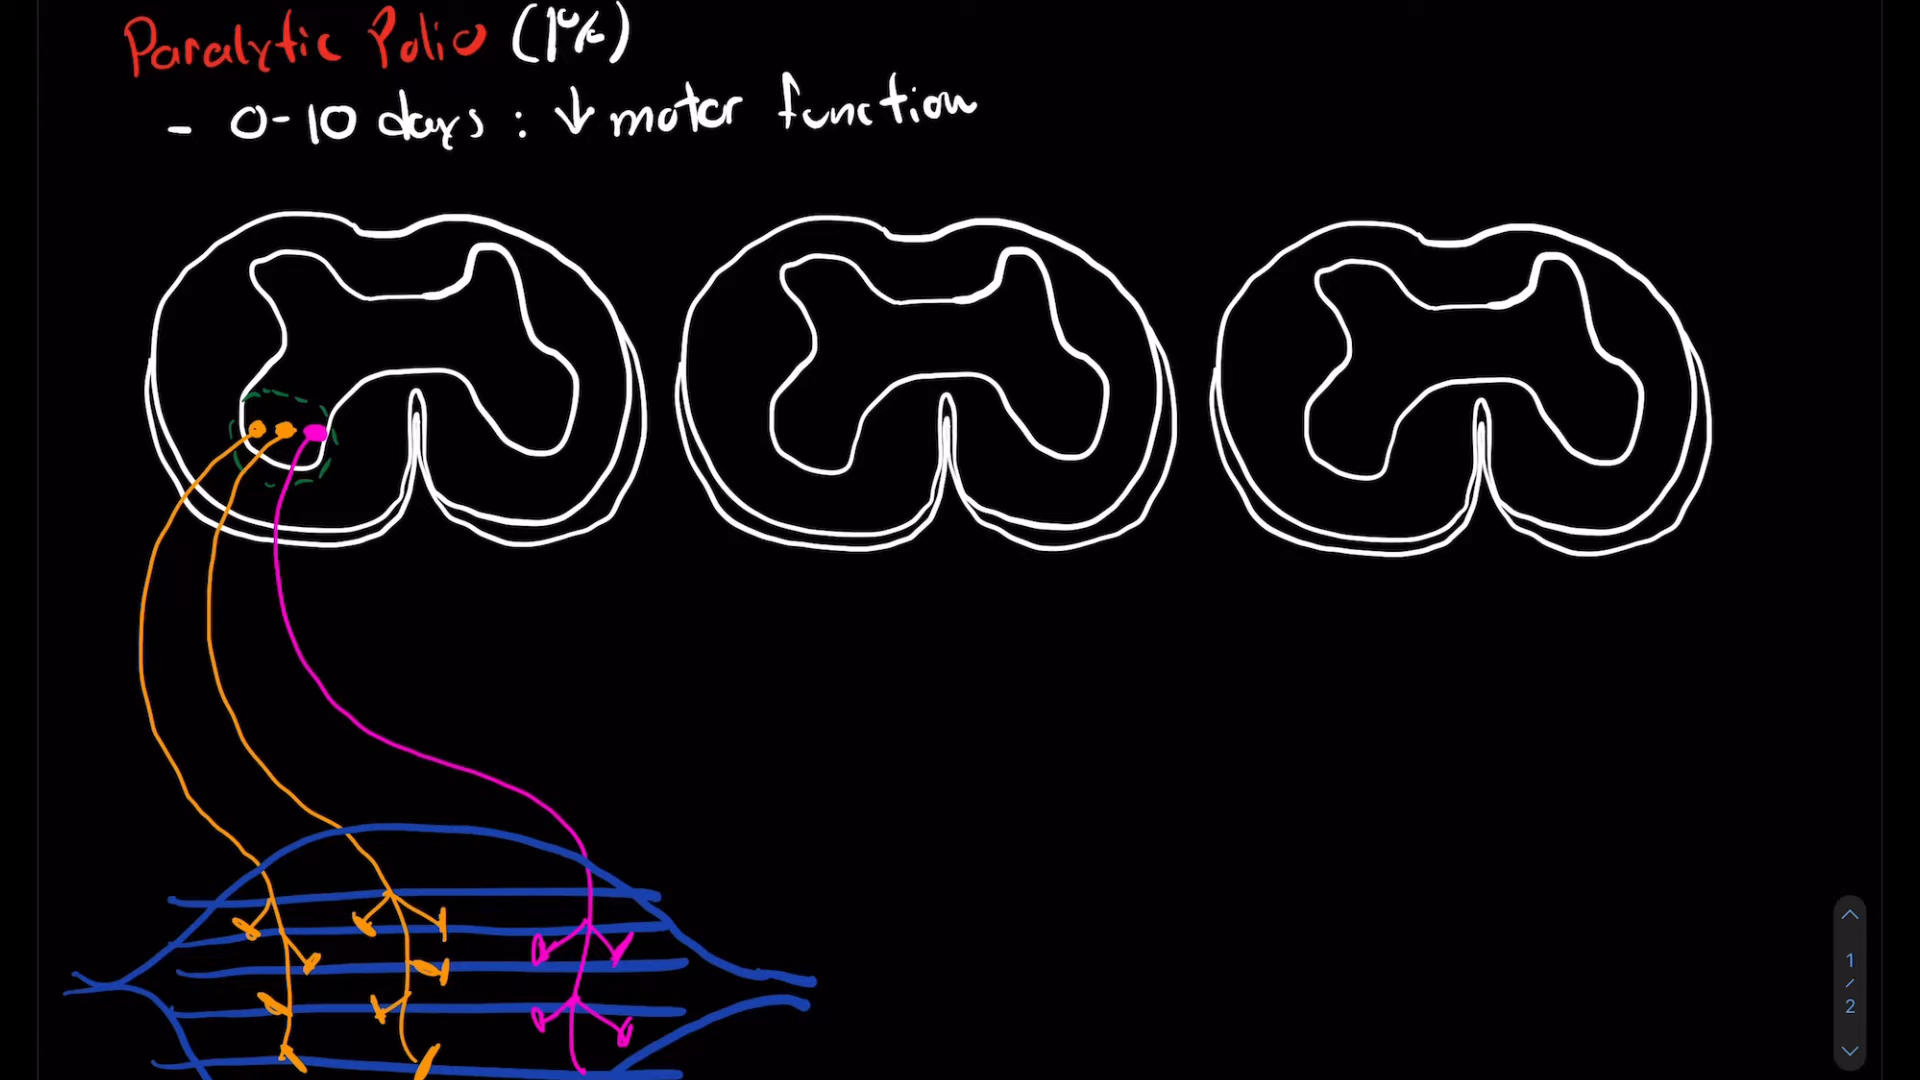 Paralytic Polio (1%)
- 0-10 days : ↓ motor function
1
/
2